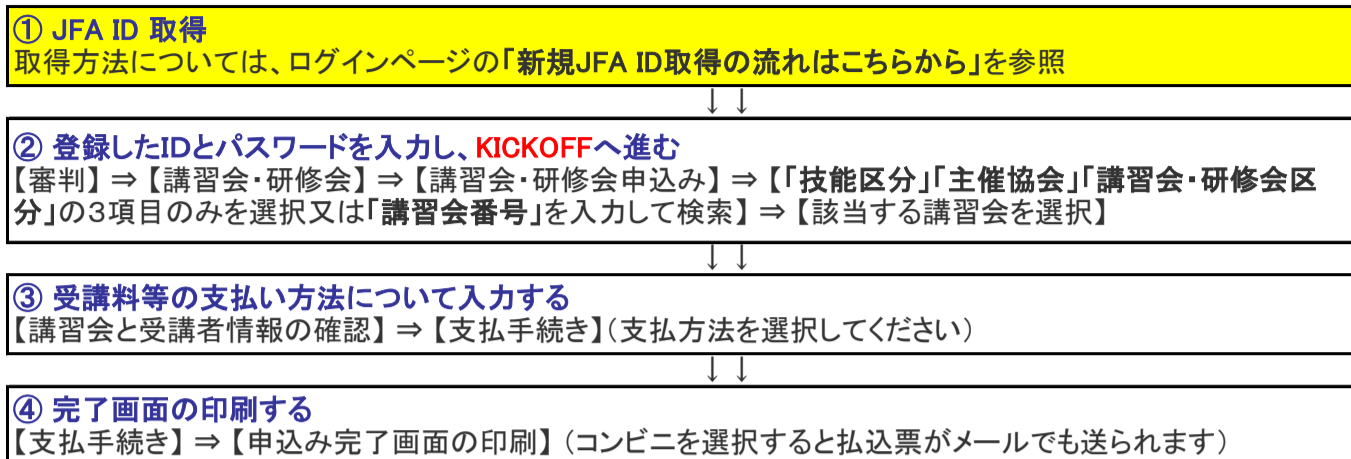 ① JFA ID 取得
取得方法については、ログインページの「新規JFA ID取得の流れはこちらから」を参照
↓ ↓
② 登録したIDとパスワードを入力し、KICKOFFへ進む
【審判】 ⇒ 【講習会・研修会】 ⇒ 【講習会・研修会申込み】 ⇒ 【「技能区分」「主催協会」「講習会・研修会区
分」の３項目のみを選択又は「講習会番号」を入力して検索】 ⇒ 【該当する講習会を選択】
↓ ↓
③ 受講料等の支払い方法について入力する
【講習会と受講者情報の確認】 ⇒ 【支払手続き】（支払方法を選択してください）
↓ ↓
④ 完了画面の印刷する
【支払手続き】 ⇒ 【申込み完了画面の印刷】 （コンビニを選択すると払込票がメールでも送られます）